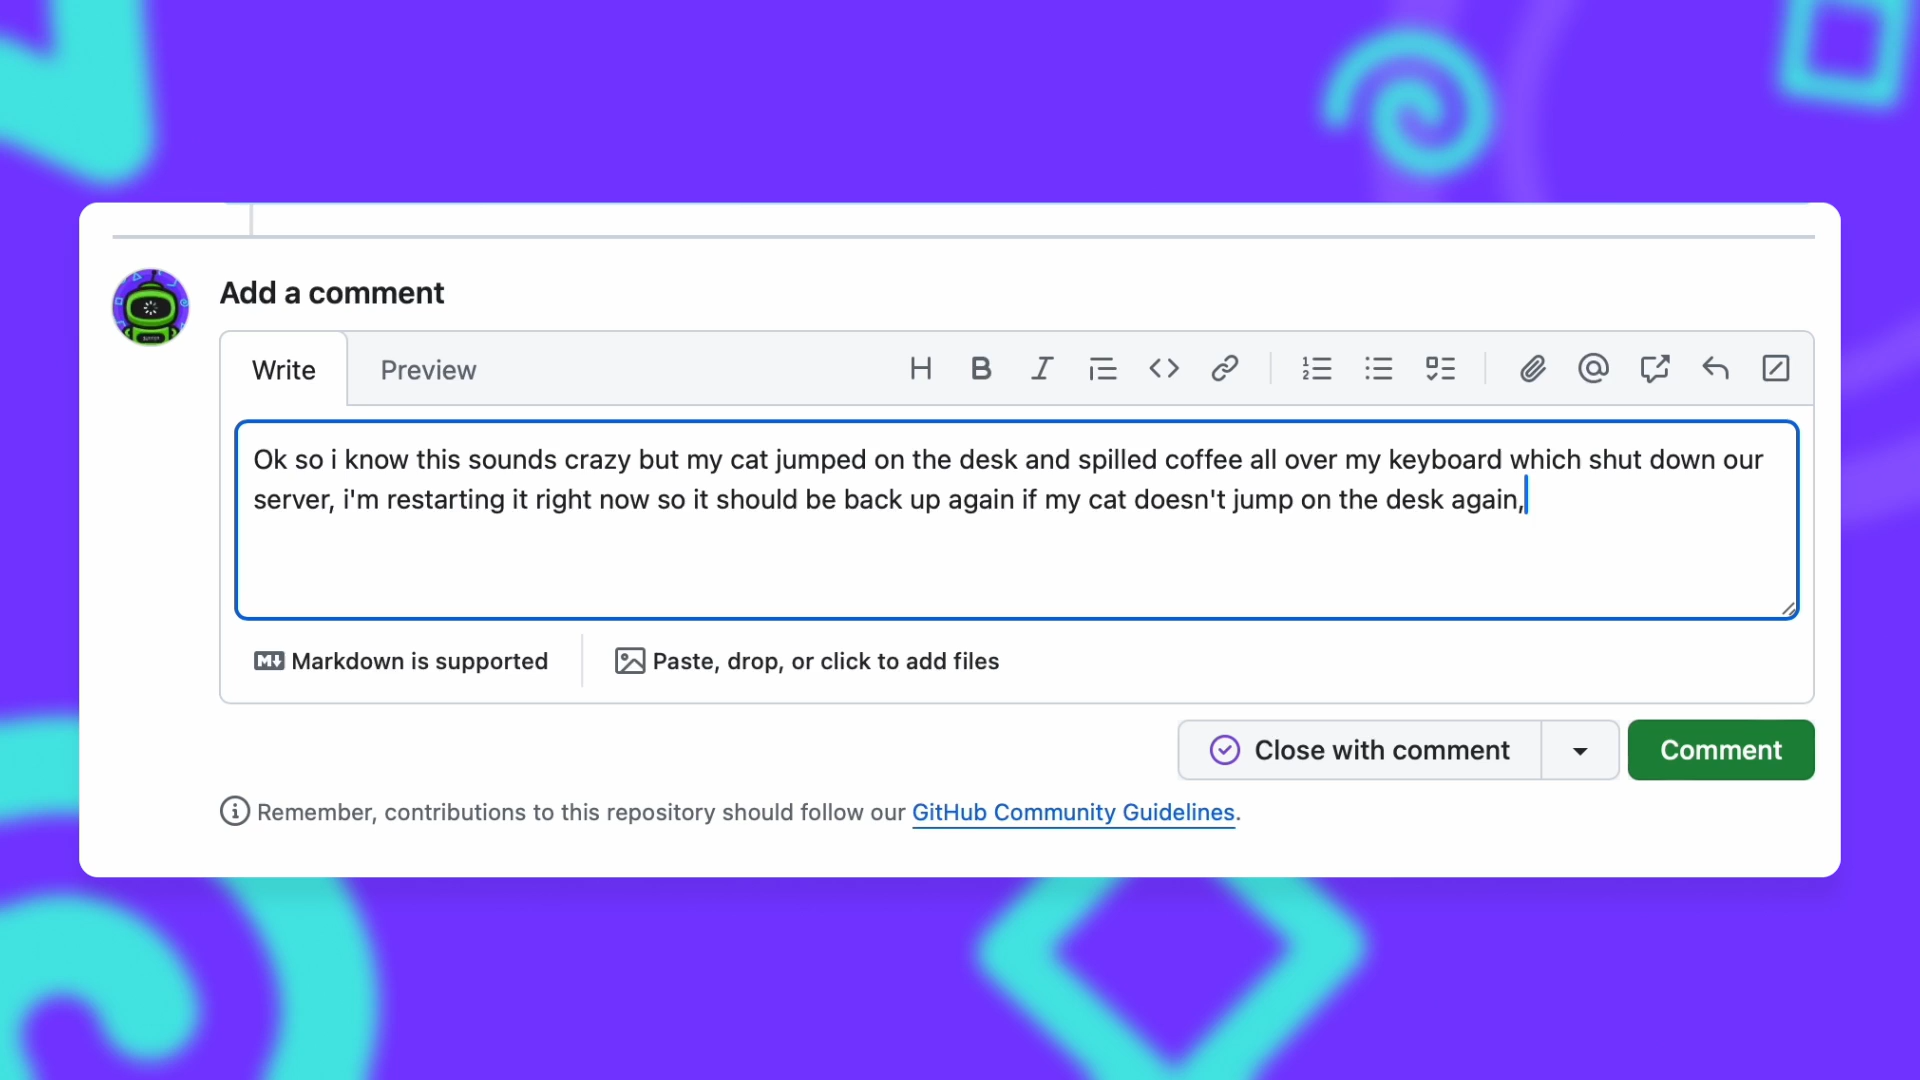 Add a comment
Write
Preview
Ok so i know this sounds crazy but my cat jumped on the desk and spilled coffee all over my keyboard which shut down our
server, i'm restarting it right now so it should be back up again if my cat doesn't jump on the desk again,
Markdown is supported
Paste, drop, or click to add files
Close with comment
Comment
Remember, contributions to this repository should follow our GitHub Community Guidelines.